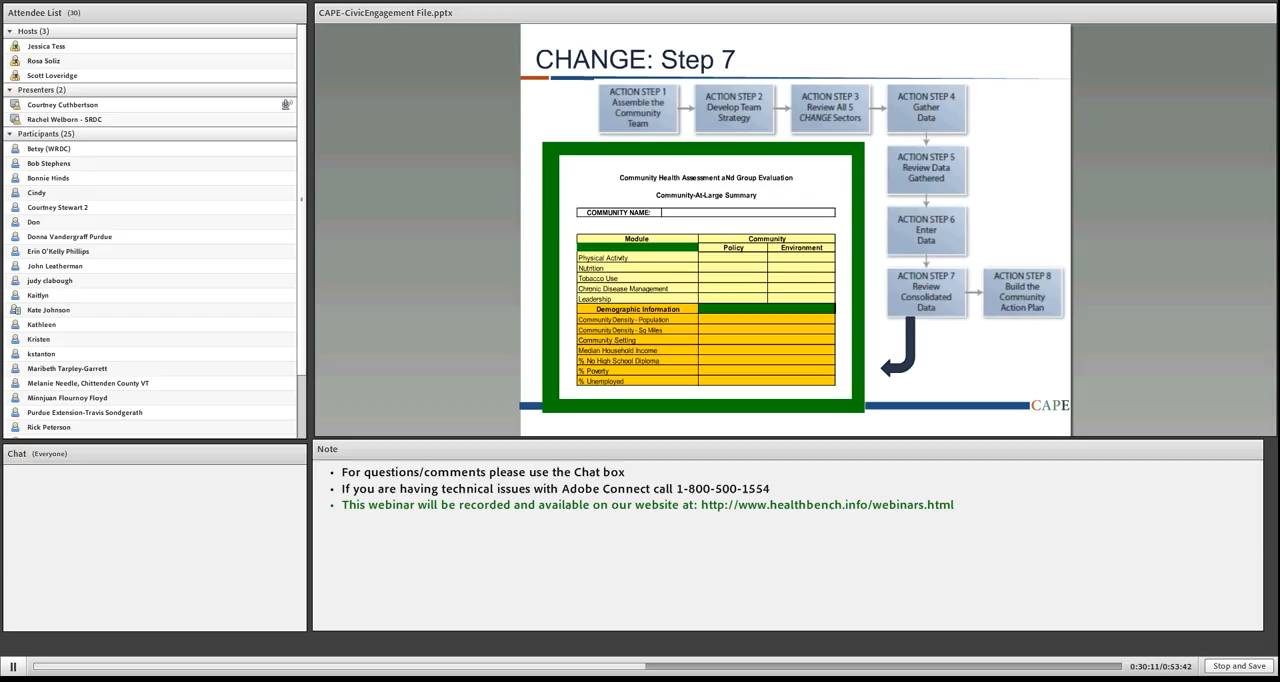 Attendee List (30)
Hosts (3)
Jessica Tess
Rosa Soliz
Scott Loveridge
Presenters (2)
Courtney Cuthbertson
Rachel Welborn - SRDC
Participants (25)
Betsy (WRDC)
Bob Stephens
Bonnie Hinds
Cindy
Courtney Stewart 2
Don
Donna Vandergraff Purdue
Erin O'Kelly Phillips
John Leatherman
judy clabough
Kaitlyn
Kate Johnson
Kathleen
Kristen
kstanton
Maribeth Tarpley-Garrett
Melanie Needle, Chittenden County VT
Minnjuan Flournoy Floyd
Purdue Extension-Travis Sondgerath
Rick Peterson
Chat (Everyone)
CAPE-CivicEngagement File.pptx
CHANGE: Step 7
ACTION STEP 1
Assemble the
Community
Team
ACTION STEP 2
Develop Team
Strategy
ACTION STEP 3
Review All 5
CHANGE Sectors
ACTION STEP 4
Gather
Data
ACTION STEP 5
Review Data
Gathered
ACTION STEP 6
Enter
Data
ACTION STEP 7
Review
Consolidated
Data
ACTION STEP 8
Build the
Community
Action Plan
Community Health Assessment aNd Group Evaluation
Community-At-Large Summary
COMMUNITY NAME:
Module Community
Policy Environment
Physical Activity
Nutrition
Tobacco Use
Chronic Disease Management
Leadership
Demographic Information
Community Density - Population
Community Density - Sq Miles
Community Setting
Median Household Income
% No High School Diploma
% Poverty
% Unemployed
CAPE
Note
• For questions/comments please use the Chat box
• If you are having technical issues with Adobe Connect call 1-800-500-1554
• This webinar will be recorded and available on our website at: http://www.healthbench.info/webinars.html
0:30:11/0:53:42
Stop and Save